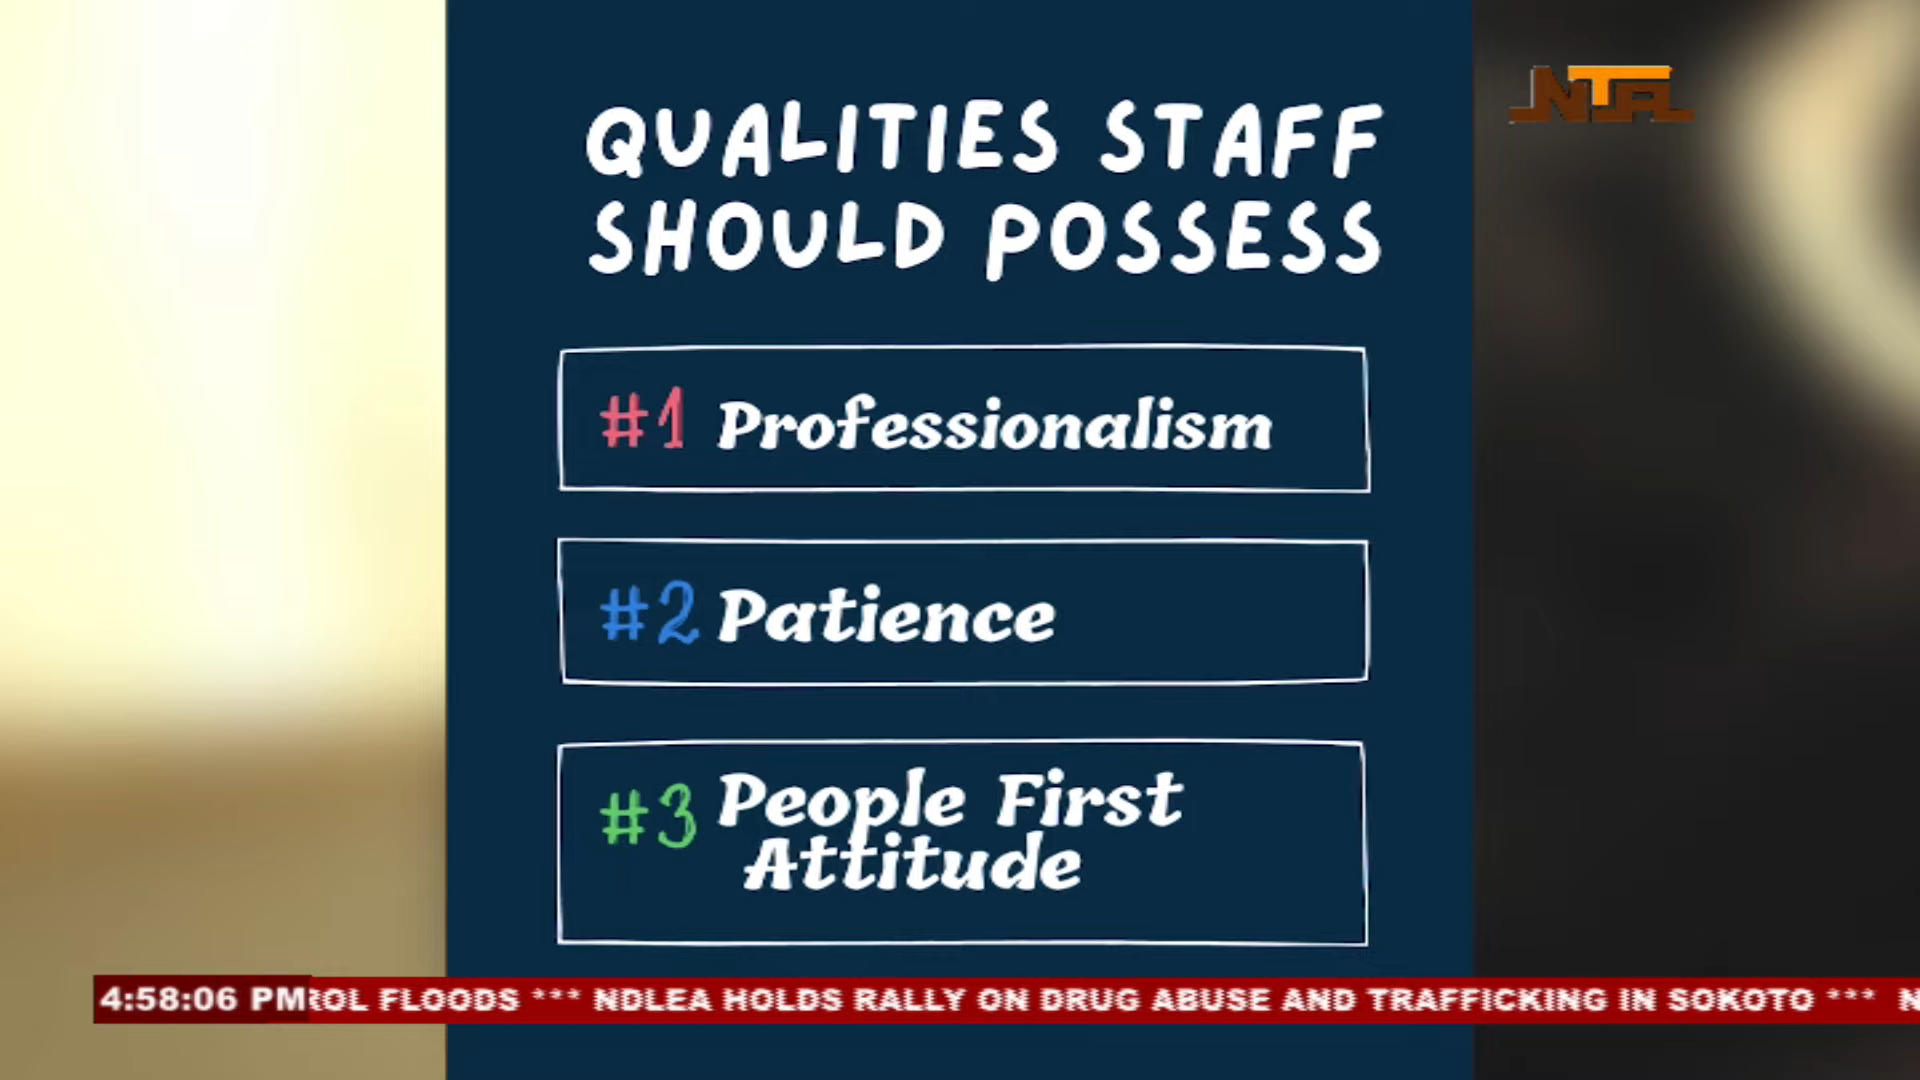 QUALITIES STAFF
SHOULD POSSESS
NTA
#1 Professionalism
#2 Patience
#3 People First
Attitude
4:58:06 PM ROL FLOODS *** NDLEA HOLDS RALLY ON DRUG ABUSE AND TRAFFICKING IN SOKOTO *** N